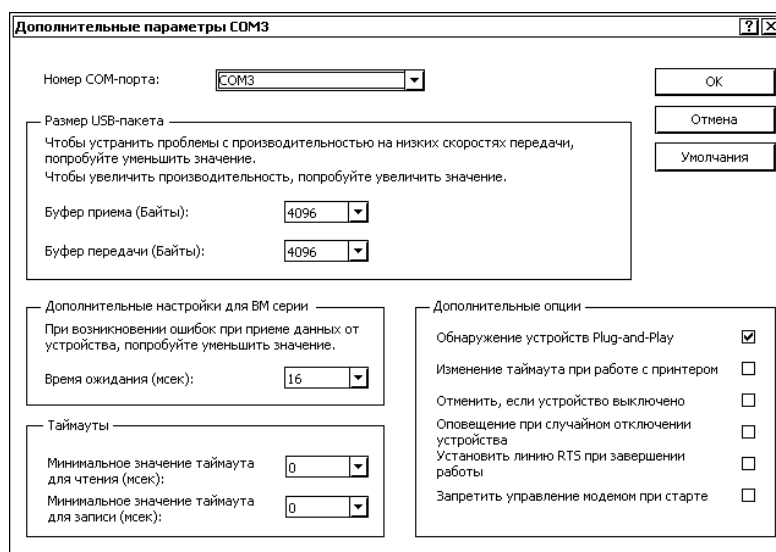 Дополнительные параметры COM3
Номер COM-порта:
COM3
OK
Отмена
Умолчания
Размер USB-пакета
Чтобы устранить проблемы с производительностью на низких скоростях передачи,
попробуйте уменьшить значение.
Чтобы увеличить производительность, попробуйте увеличить значение.
Буфер приема (Байты):
4096
Буфер передачи (Байты):
4096
Дополнительные настройки для BM серии
При возникновении ошибок при приеме данных от
устройства, попробуйте уменьшить значение.
Время ожидания (мсек):
16
Таймауты
Минимальное значение таймаута
для чтения (мсек):
0
Минимальное значение таймаута
для записи (мсек):
0
Дополнительные опции
Обнаружение устройств Plug-and-Play
Изменение таймаута при работе с принтером
Отменить, если устройство выключено
Оповещение при случайном отключении
устройства
Установить линию RTS при завершении
работы
Запретить управление модемом при старте